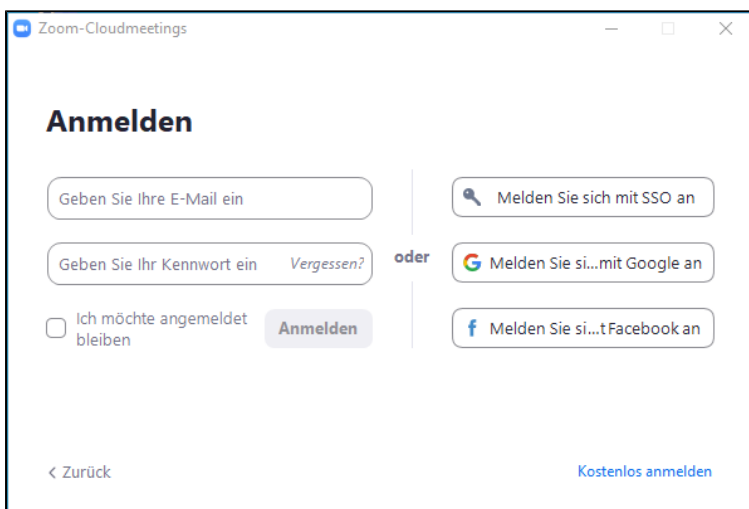 Zoom-Cloudmeetings
Anmelden
Geben Sie Ihre E-Mail ein
Geben Sie Ihr Kennwort ein Vergessen?
Ich möchte angemeldet
bleiben
Anmelden
oder
Melden Sie sich mit SSO an
Melden Sie si...mit Google an
Melden Sie si...t Facebook an
< Zurück
Kostenlos anmelden